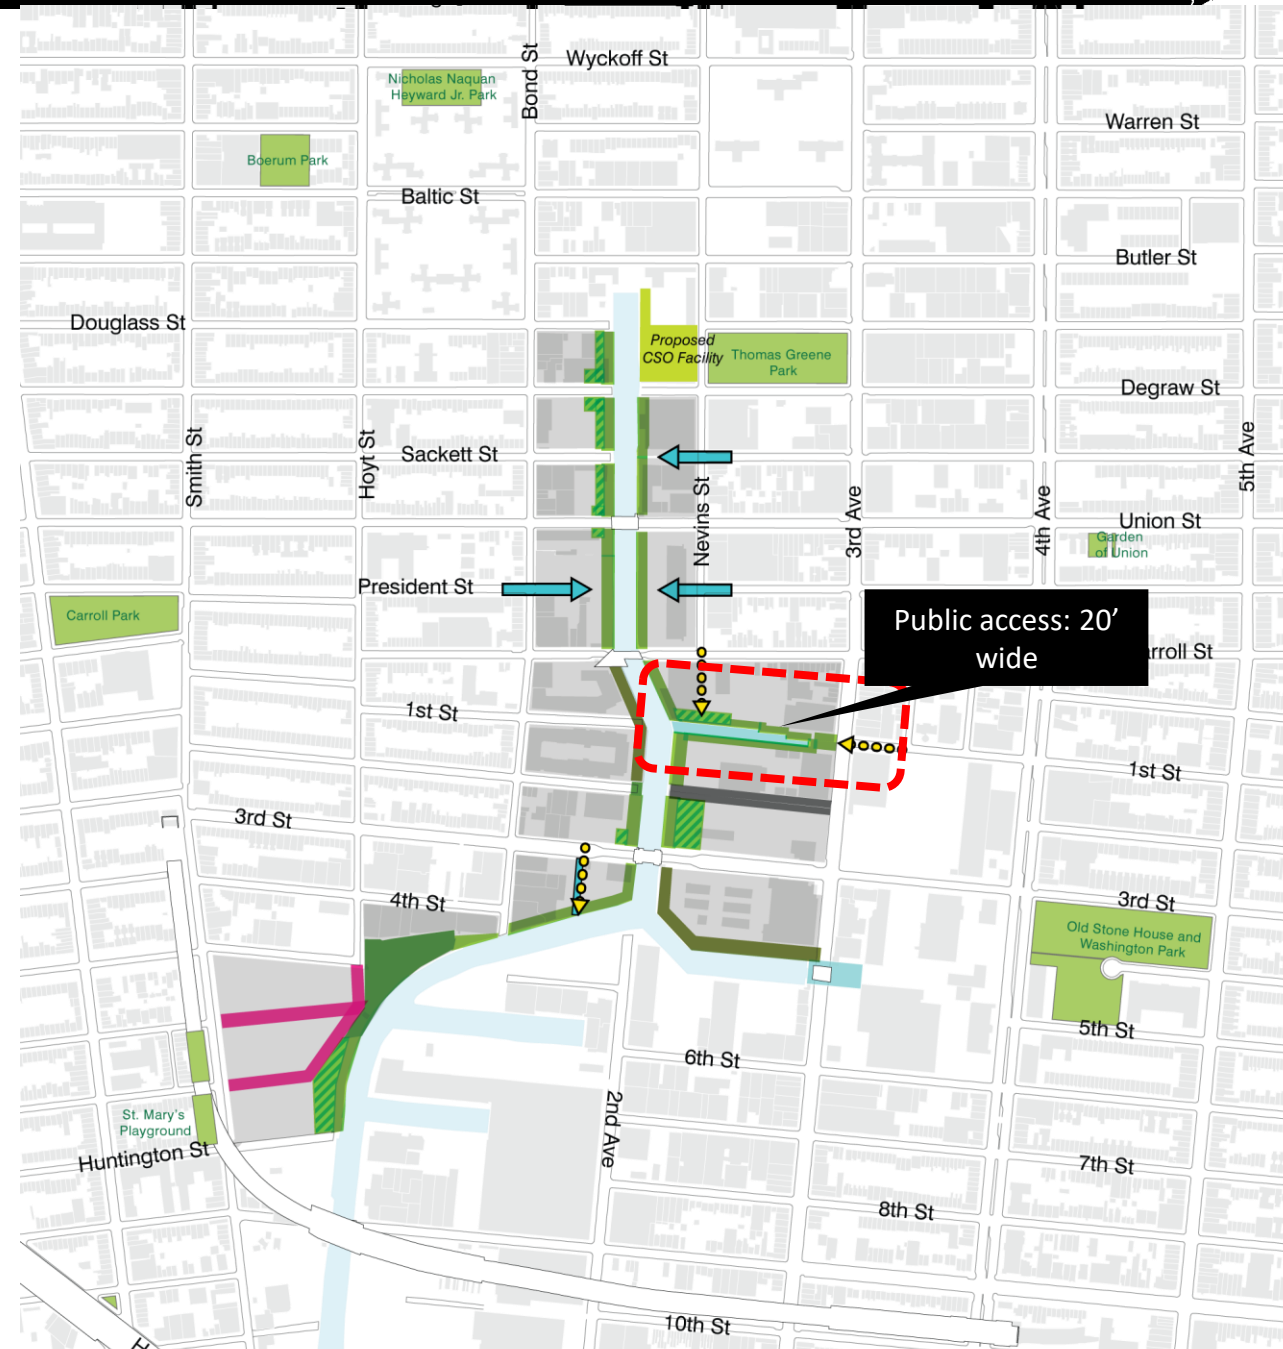 Wyckoff St
Bond St
Nicholas Naquan
Heyward Jr. Park
Warren St
Boerum Park
Baltic St
Butler St
Douglass St
Proposed
CSO Facility
Thomas Greene
Park
Degraw St
Smith St
Hoyt St
Sackett St
Nevins St
3rd Ave
4th Ave
5th Ave
Union St
Garden
of Union
President St
Carroll Park
Public access: 20’
wide
arroll St
1st St
1st St
3rd St
4th St
3rd St
Old Stone House and
Washington Park
5th St
6th St
2nd Ave
St. Mary's
Playground
Huntington St
7th St
8th St
10th St
H